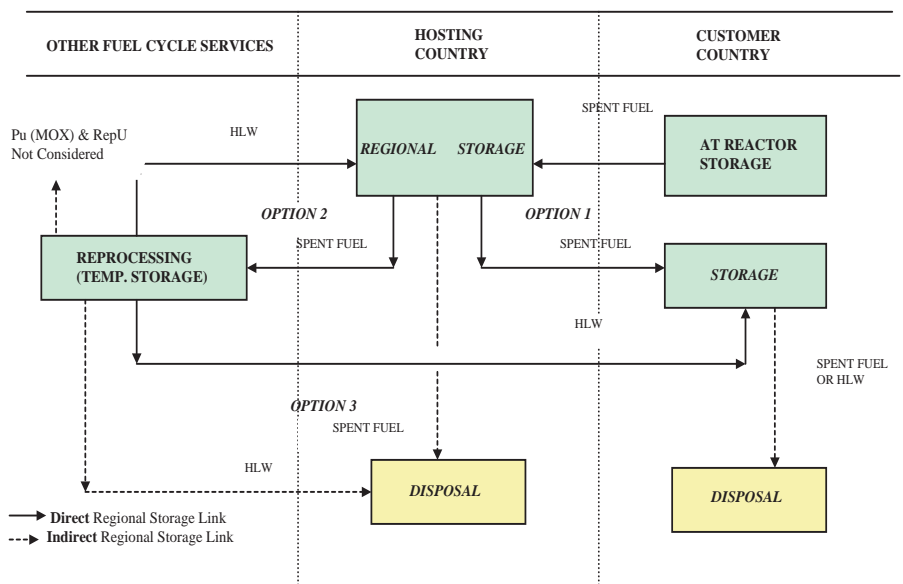 OTHER FUEL CYCLE SERVICES
HOSTING
COUNTRY
CUSTOMER
COUNTRY
Pu (MOX) & RepU
Not Considered
HLW
REGIONAL STORAGE
SPENT FUEL
AT REACTOR
STORAGE
OPTION 2
OPTION 1
REPROCESSING
(TEMP. STORAGE)
SPENT FUEL
SPENT FUEL
STORAGE
HLW
SPENT FUEL
OR HLW
OPTION 3
SPENT FUEL
HLW
DISPOSAL
DISPOSAL
Direct Regional Storage Link
Indirect Regional Storage Link